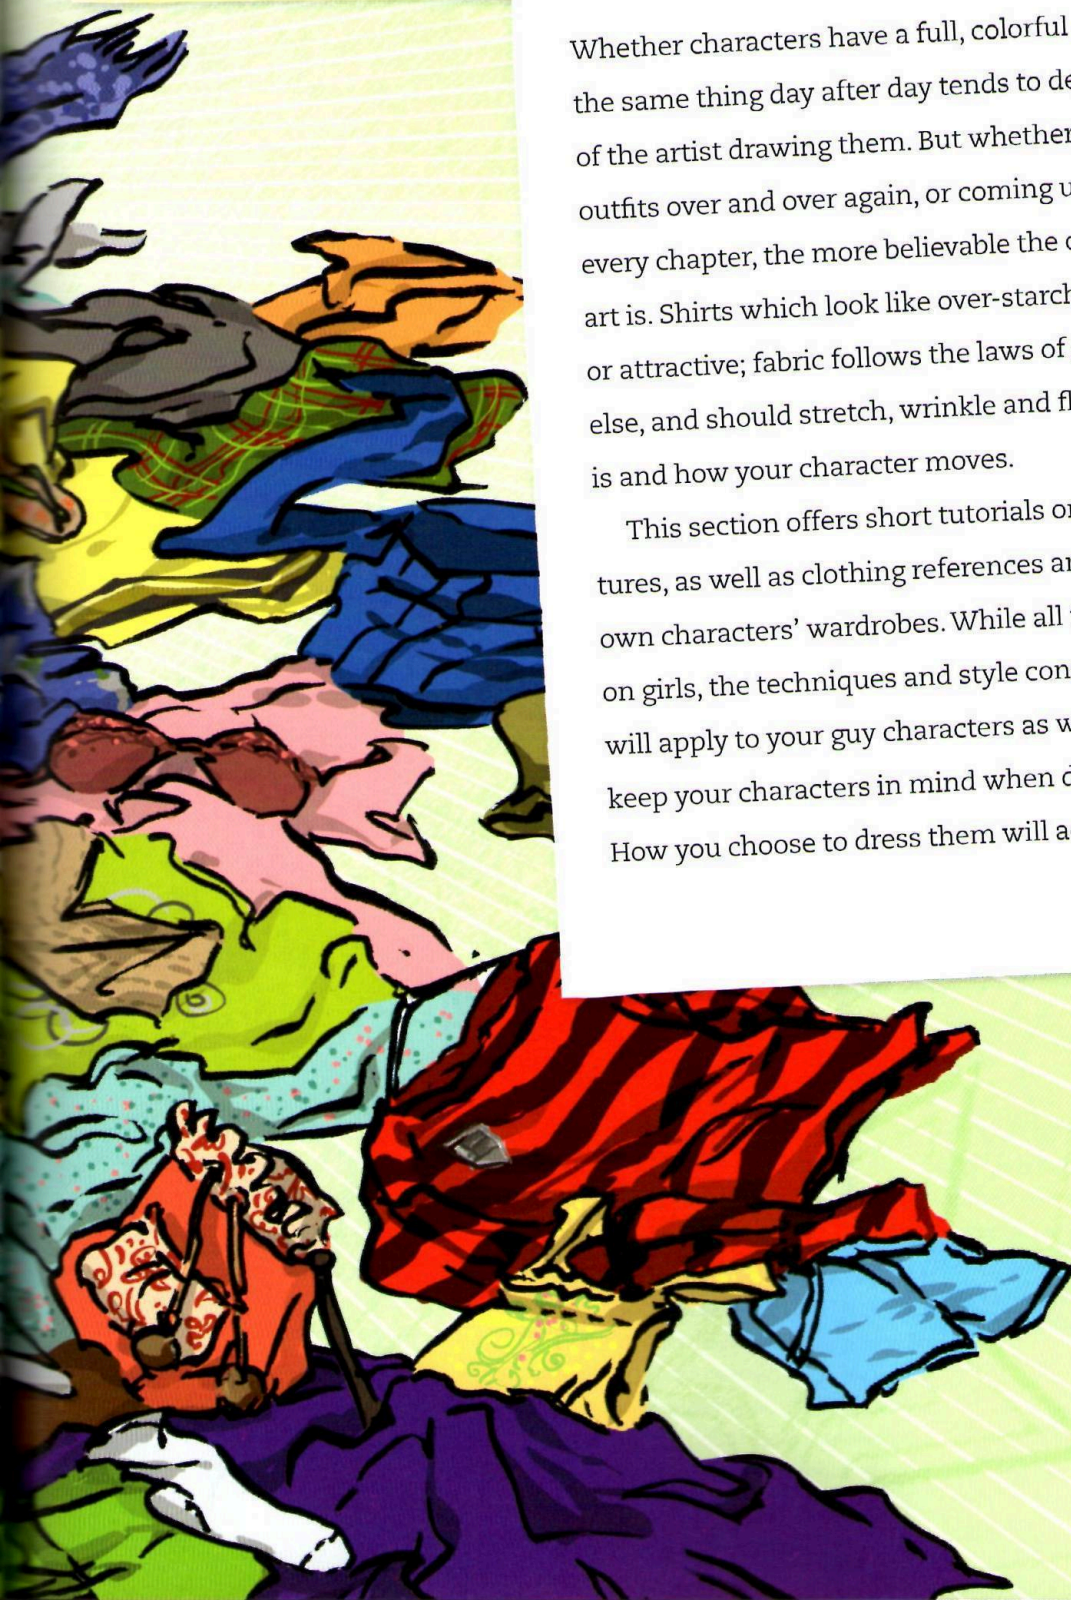 Whether characters have a full, colorful
the same thing day after day tends to
of the artist drawing them. But whether
outfits over and over again, or coming
every chapter, the more believable the
art is. Shirts which look like
or attractive; fabric follows the laws of
else, and should stretch, wrinkle and
is and how your character moves.
This section offers short tutorials
tures, as well as clothing references
own characters’ wardrobes. While all
on girls, the techniques and style
will apply to your guy characters as
keep your characters in mind when
How you choose to dress them will